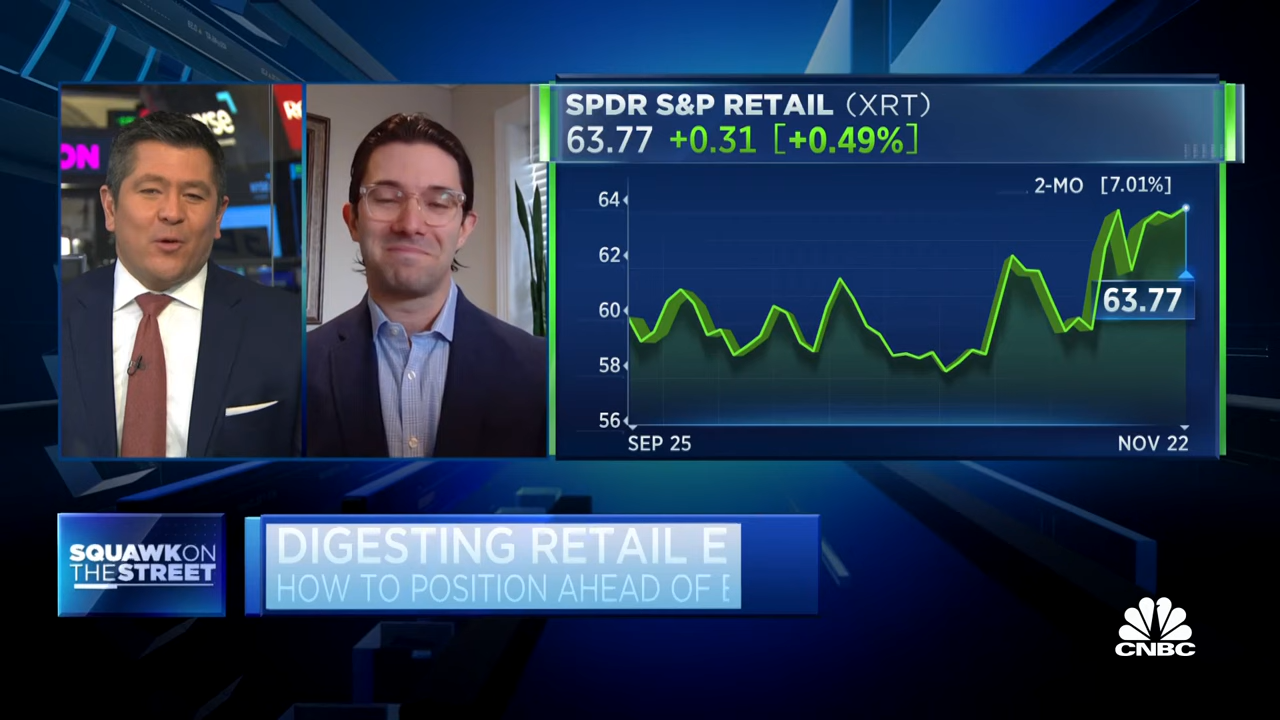 SPDR S&P RETAIL (XRT)
63.77 +0.31 [+0.49%]
2-MO [7.01%]
64
62
60
58
56
63.77
SEP 25
NOV 22
SQUAWK ON
THE STREET
DIGESTING RETAIL E
HOW TO POSITION AHEAD OF
CNBC